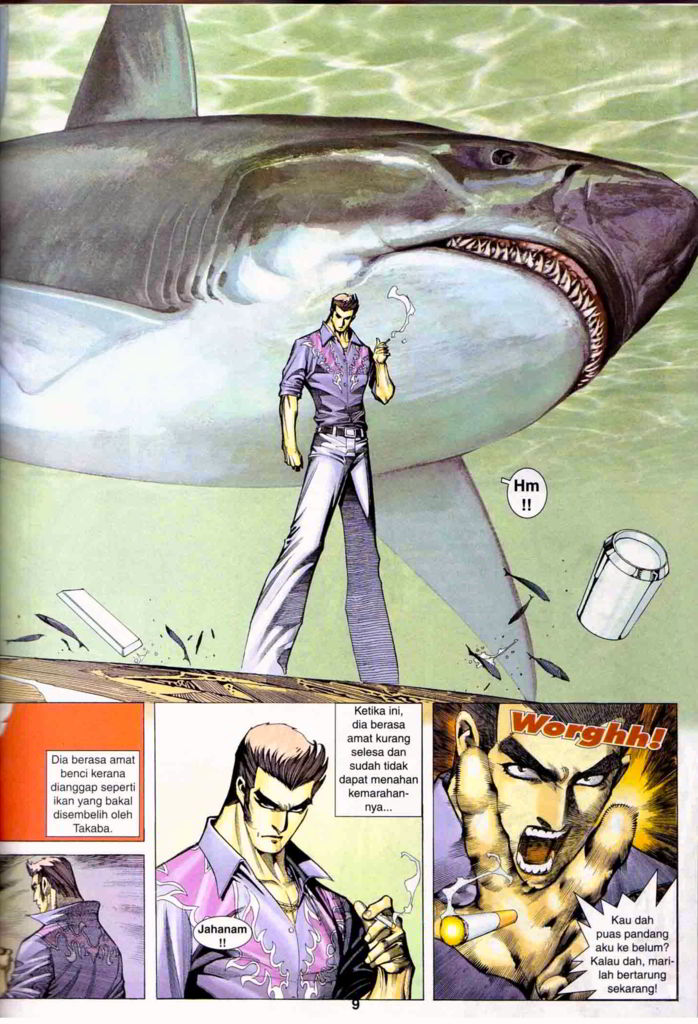 Hm
!!
Dia berasa amat
benci kerana
dianggap seperti
ikan yang bakal
disembelih oleh
Takaba.
Ketika ini,
dia berasa
amat kurang
selesa dan
sudah tidak
dapat menahan
kemarahan-
nya...
Jahanam
!!
Worghh!
Kau dah
puas pandang
aku ke belum?
Kalau dah, mari-
lah bertarung
sekarang!
9